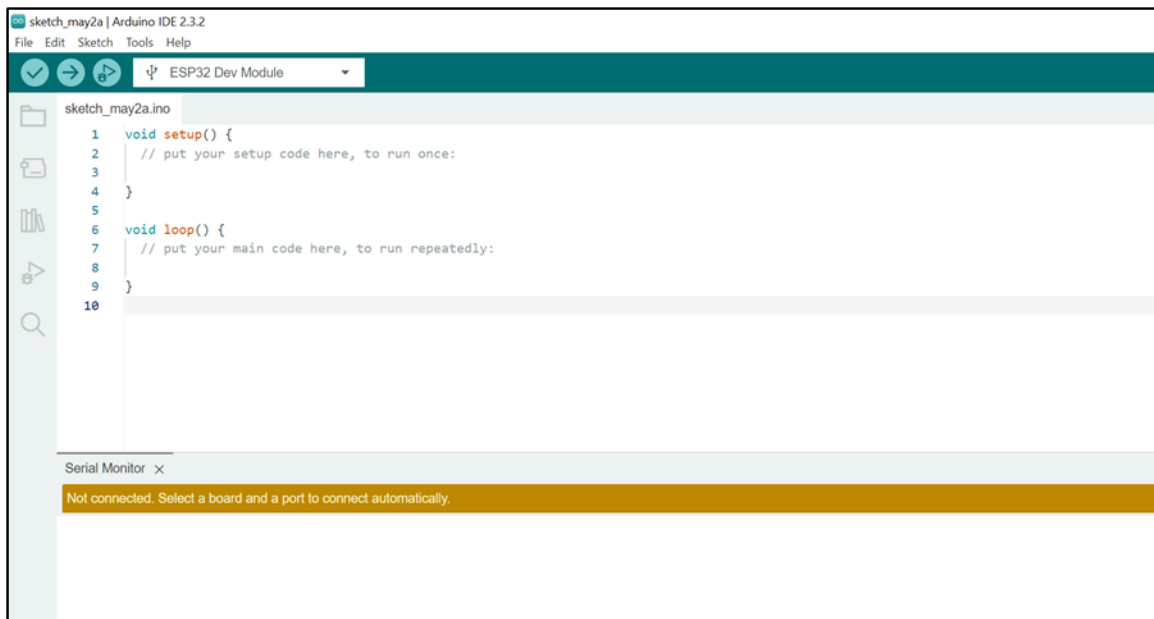 sketch_may2a | Arduino IDE 2.3.2
File Edit Sketch Tools Help
ESP32 Dev Module
sketch_may2a.ino
1 void setup() {
2 // put your setup code here, to run once:
3
4 }
5
6 void loop() {
7 // put your main code here, to run repeatedly:
8
9 }
10
Serial Monitor ×
Not connected. Select a board and a port to connect automatically.